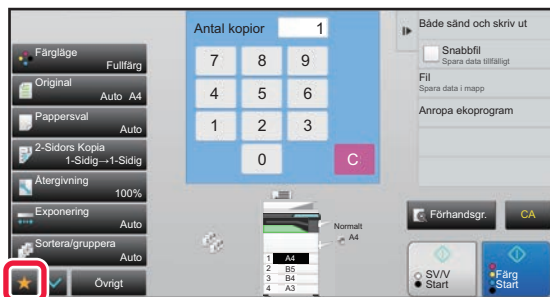 Färgläge
Fullfärg
Original
Auto A4
Pappersval
Auto
2-Sidors Kopia
1-Sidig→1-Sidig
Återgivning
100%
Exponering
Auto
Sortera/gruppera
Auto
Övrigt
Antal kopior 1
7 8 9
4 5 6
1 2 3
0 C
Normalt
A4
1 A4
2 B5
3 B4
4 A3
Både sänd och skriv ut
Snabbfil
Spara data tillfälligt
Fil
Spara data i mapp
Anropa ekoprogram
Förhandsgr.
CA
SV/V
Start
Färg
Start